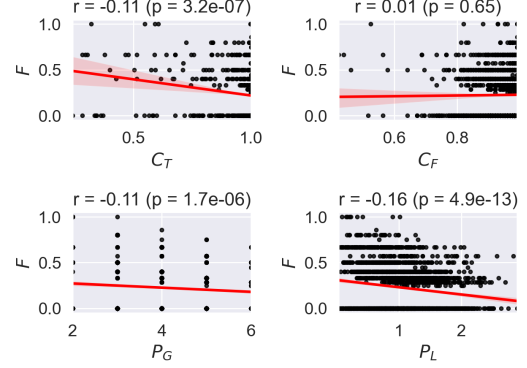 r = -0.11 (p = 3.2e-07)
r = 0.01 (p = 0.65)
F
1.0
0.5
0.0
0.5
1.0
C_T
F
1.0
0.5
0.0
0.6
0.8
C_F
r = -0.11 (p = 1.7e-06)
r = -0.16 (p = 4.9e-13)
F
1.0
0.5
0.0
2
4
6
P_G
F
1.0
0.5
0.0
1
2
P_L